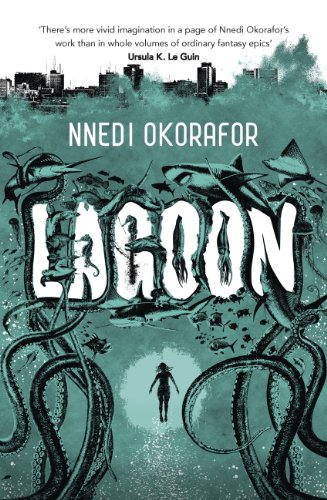 ‘There’s more vivid imagination in a page of Nnedi Okorafor’s
work than in whole volumes of ordinary fantasy epics’
Ursula K. Le Guin
NNEDI OKORAFOR
LAGOON